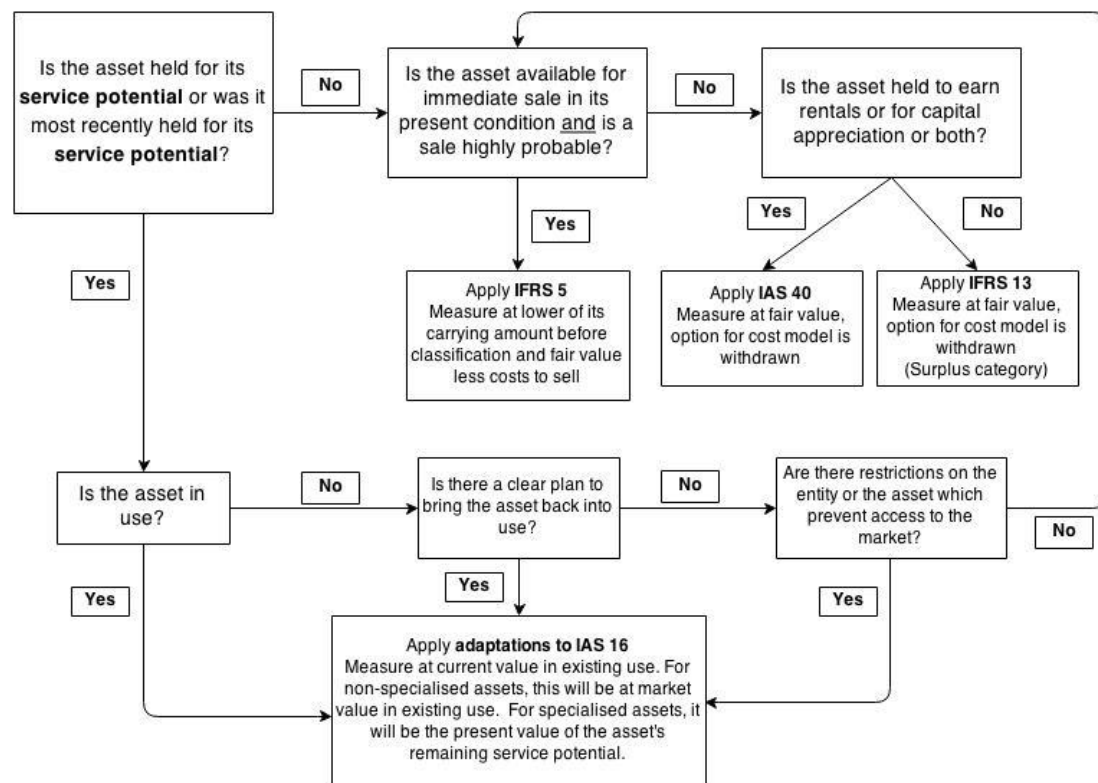 Is the asset held for its
service potential or was it
most recently held for its
service potential?
No
Is the asset available for
immediate sale in its
present condition and is a
sale highly probable?
No
Is the asset held to earn
rentals or for capital
appreciation or both?
Yes
Yes
Yes
No
Apply IFRS 5
Measure at lower of its
carrying amount before
classification and fair value
less costs to sell
Apply IAS 40
Measure at fair value,
option for cost model is
withdrawn
Apply IFRS 13
Measure at fair value,
option for cost model is
withdrawn
(Surplus category)
Is the asset in
use?
No
Is there a clear plan to
bring the asset back into
use?
No
Are there restrictions on the
entity or the asset which
prevent access to the
market?
No
Yes
Yes
Yes
Apply adaptations to IAS 16
Measure at current value in existing use. For
non-specialised assets, this will be at market
value in existing use. For specialised assets, it
will be the present value of the asset's
remaining service potential.